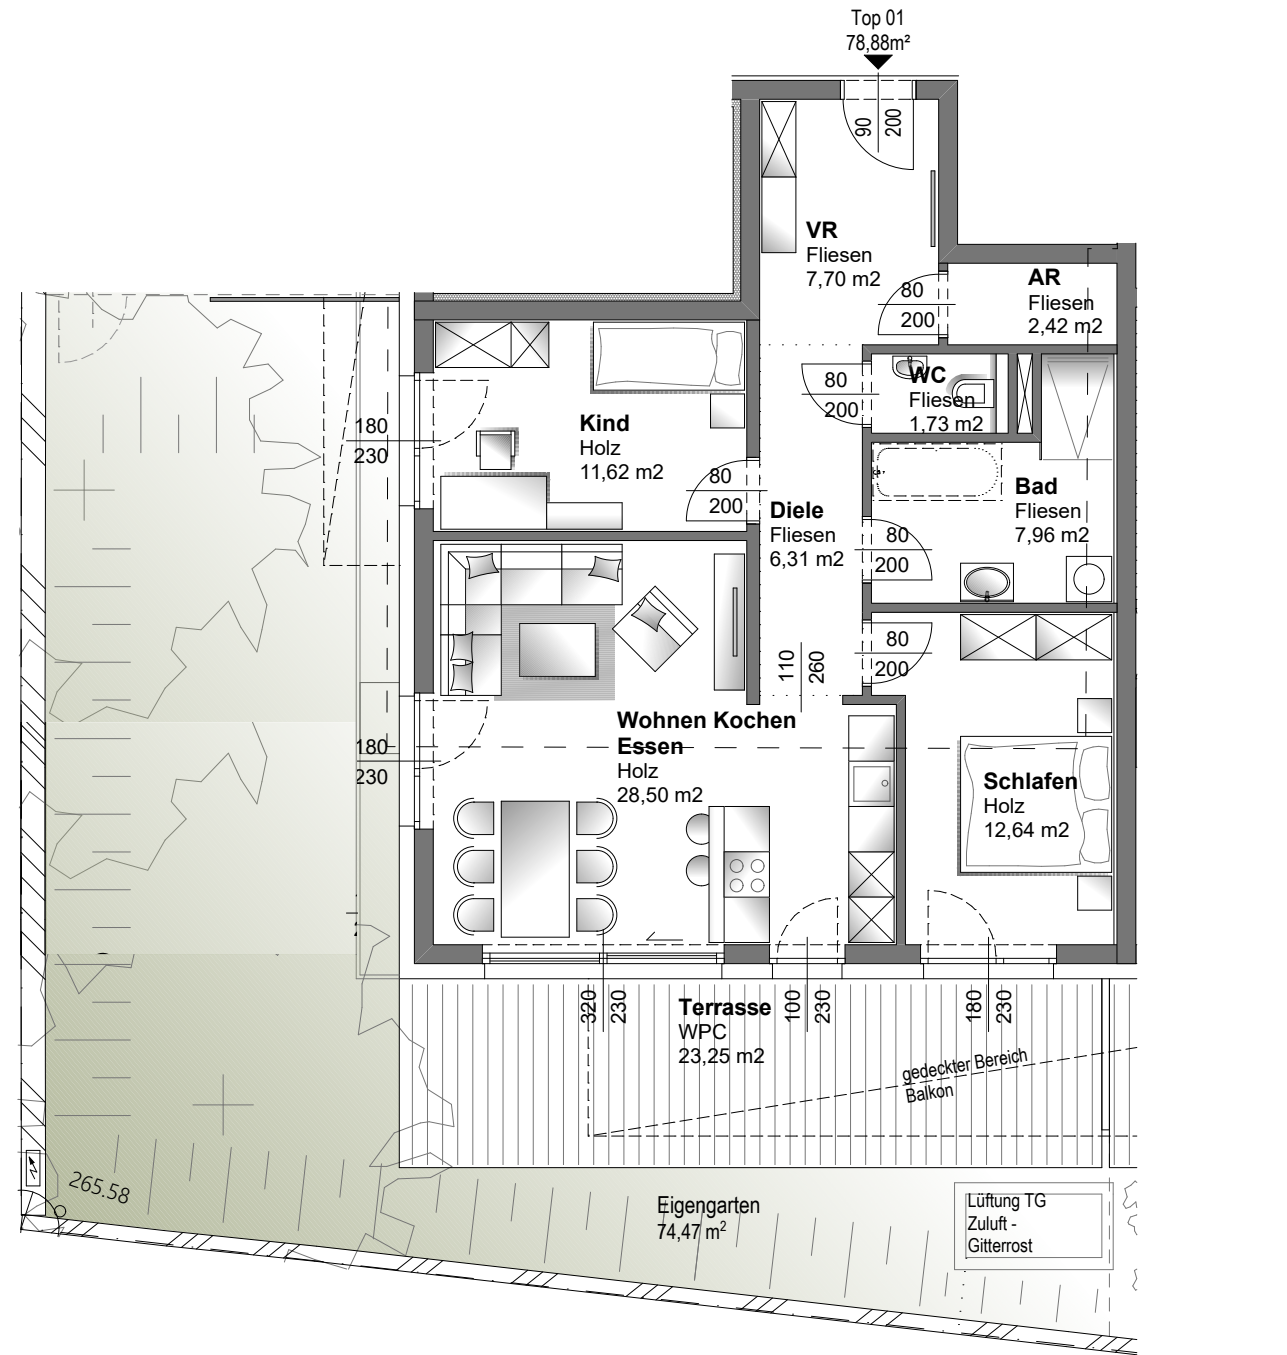 Top 01
78,88m²
90
200
VR
Fliesen
7,70 m2
AR
Fliesen
2,42 m2
80
200
WC
Fliesen
1,73 m2
80
200
Kind
Holz
11,62 m2
180
230
80
200
Diele
Fliesen
6,31 m2
Bad
Fliesen
7,96 m2
80
200
80
200
110
260
Wohnen Kochen
Essen
Holz
28,50 m2
180
230
Schlafen
Holz
12,64 m2
320
230
Terrasse
WPC
23,25 m2
100
230
180
230
gedeckter Bereich
Balkon
265.58
Eigengarten
74,47 m²
Lüftung TG
Zuluft -
Gitterrost